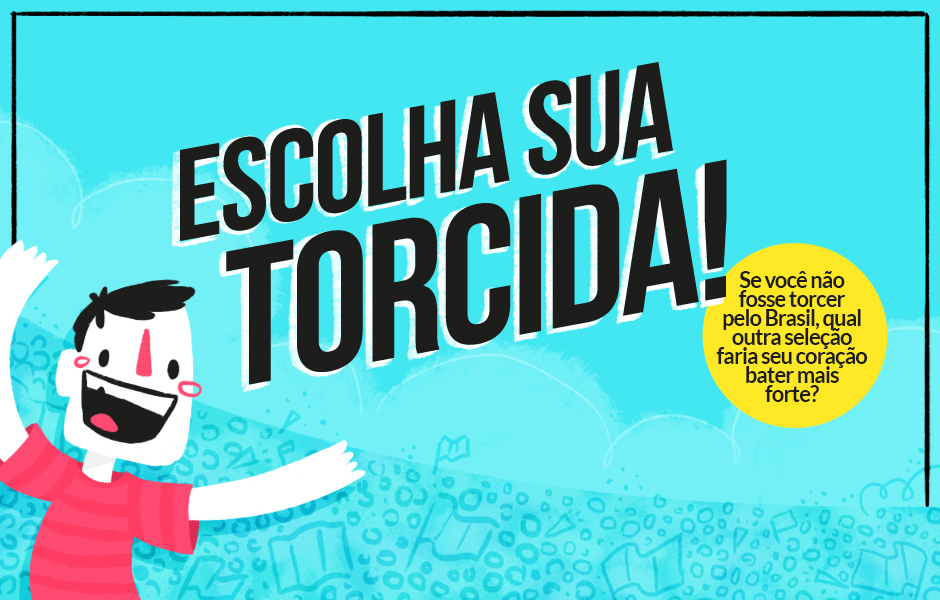 ESCOLHA SUA
TORCIDA!
Se você não
fosse torcer
pelo Brasil, qual
outra seleção
faria seu coração
bater mais
forte?